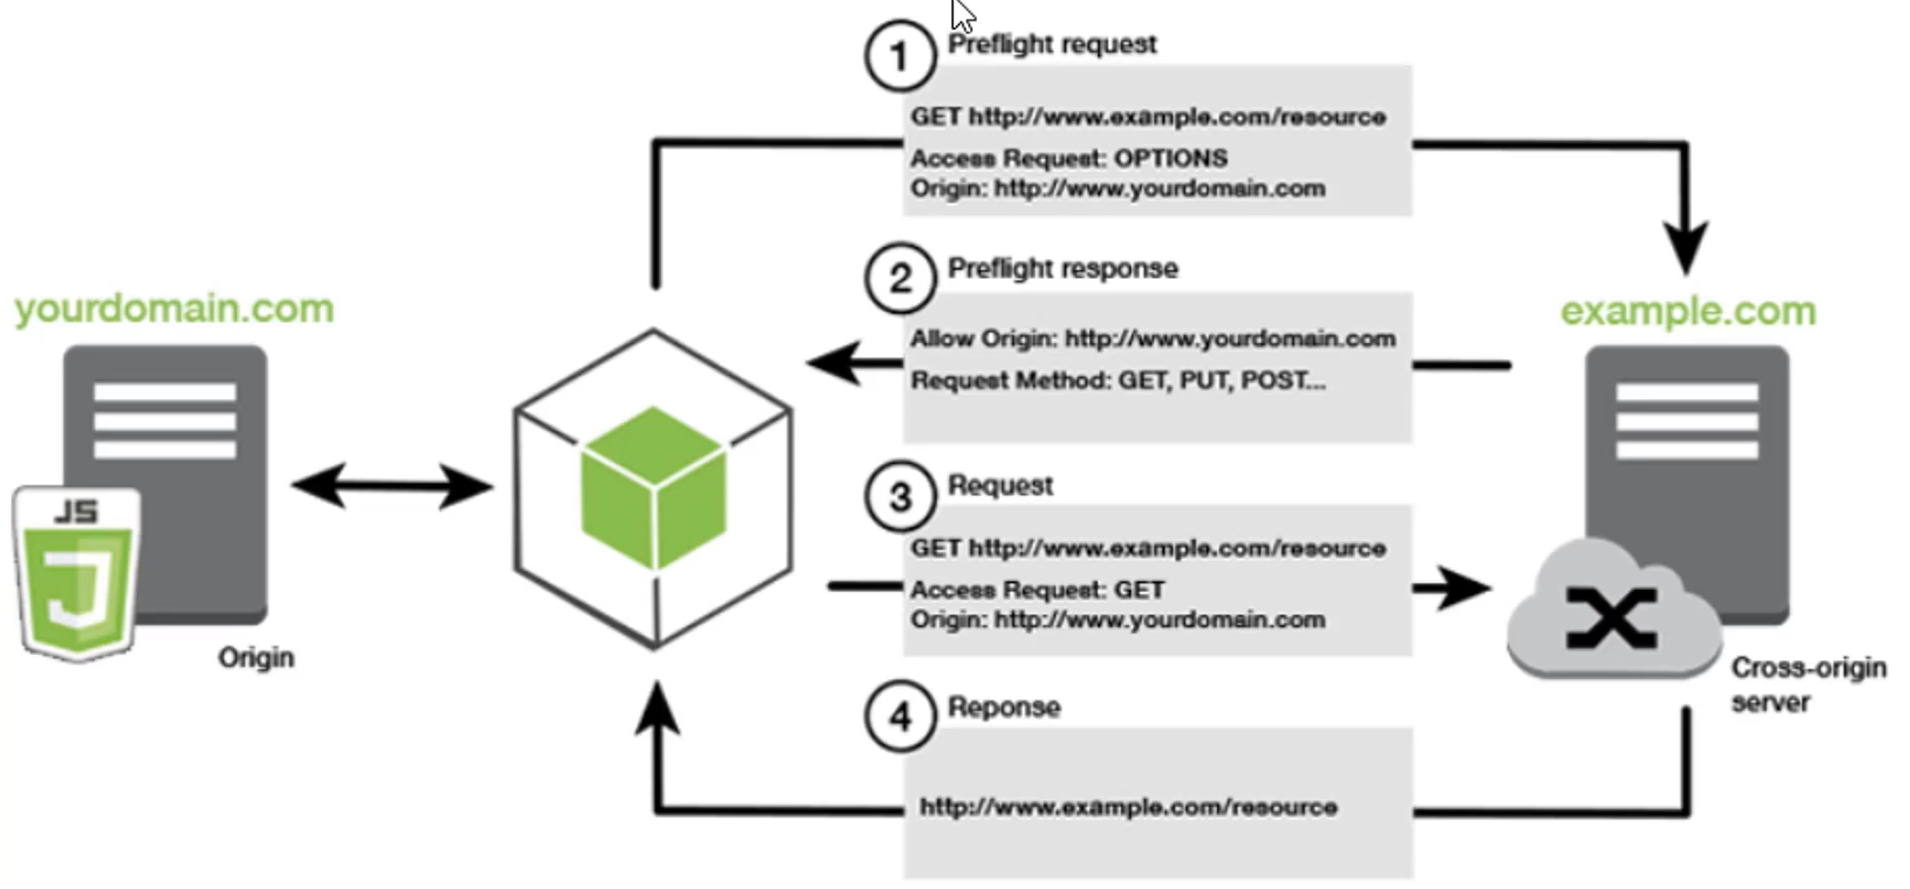 1
Preflight request
GET http://www.example.com/resource
Access Request: OPTIONS
Origin: http://www.yourdomain.com
2
Preflight response
Allow Origin: http://www.yourdomain.com
Request Method: GET, PUT, POST...
yourdomain.com
example.com
3
Request
GET http://www.example.com/resource
Access Request: GET
Origin: http://www.yourdomain.com
JS
Origin
Cross-origin
server
4
Reponse
http://www.example.com/resource